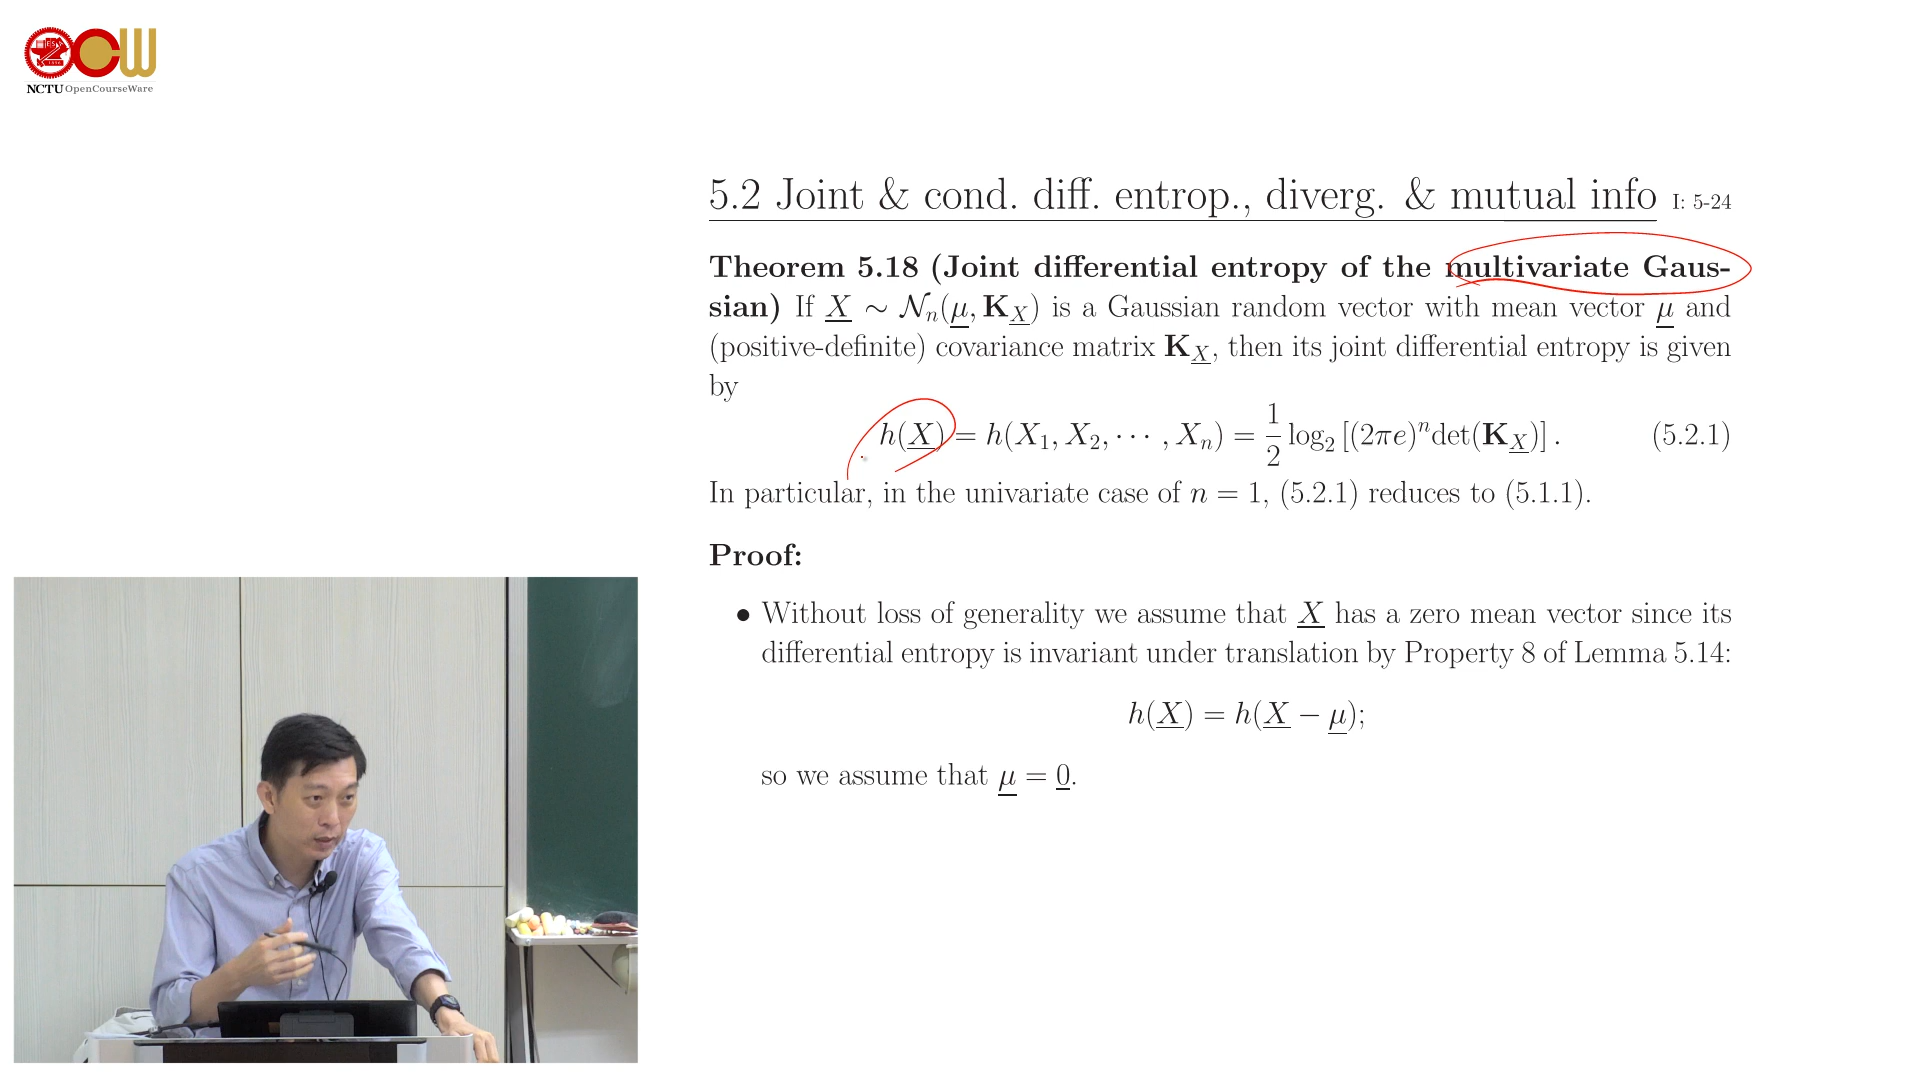 NCTU OpenCourseWare
5.2 Joint & cond. diff. entrop., diverg. & mutual info I: 5-24
Theorem 5.18 (Joint differential entropy of the multivariate Gaus-
sian) If X ∼ 𝒩ₙ(μ, K_X) is a Gaussian random vector with mean vector μ and
(positive-definite) covariance matrix K_X, then its joint differential entropy is given
by
h(X) = h(X₁, X₂, ⋯ , Xₙ) = 1/2 log₂ [(2πe)ⁿdet(K_X)] . (5.2.1)
In particular, in the univariate case of n = 1, (5.2.1) reduces to (5.1.1).
Proof:
• Without loss of generality we assume that X has a zero mean vector since its
differential entropy is invariant under translation by Property 8 of Lemma 5.14:
h(X) = h(X − μ);
so we assume that μ = 0.